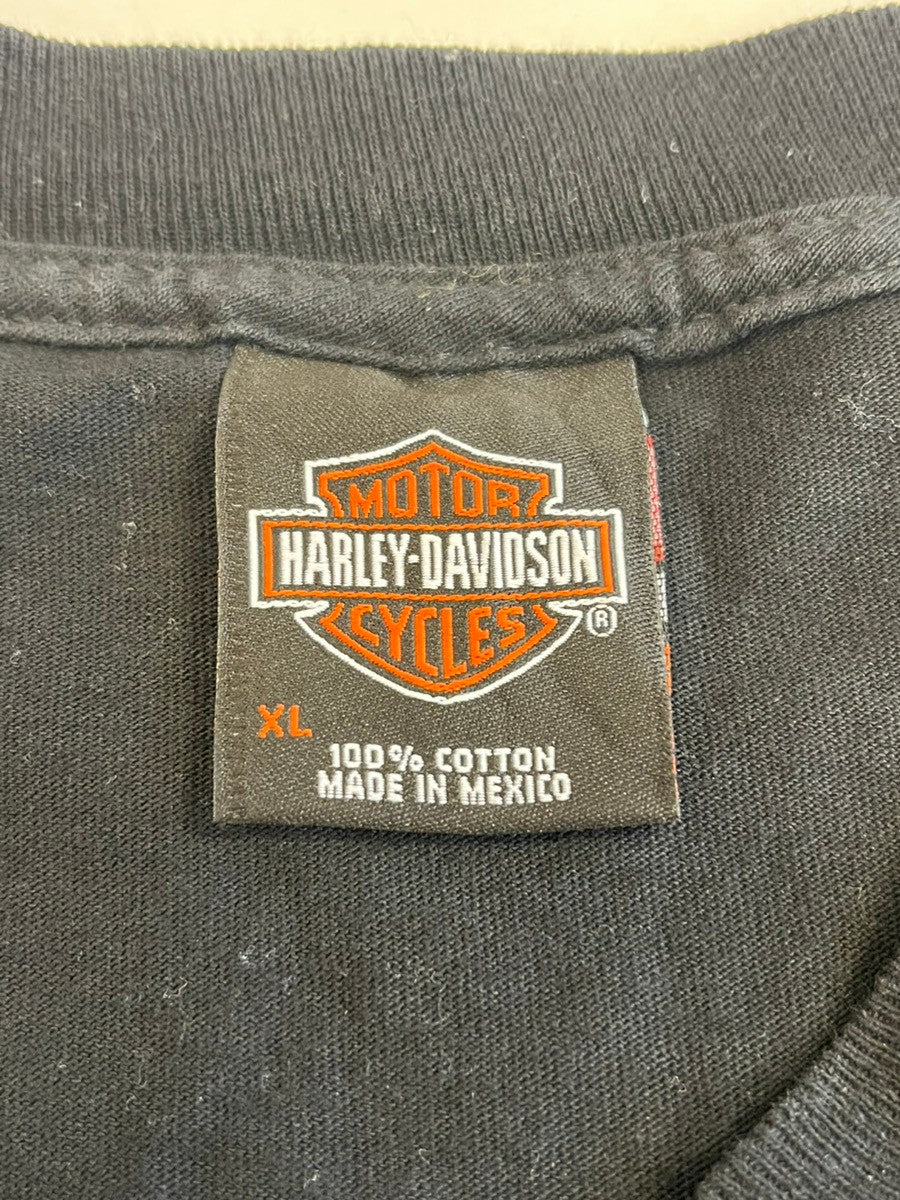 MOTOR
HARLEY-DAVIDSON
CYCLES
®
XL
100% COTTON
MADE IN MEXICO